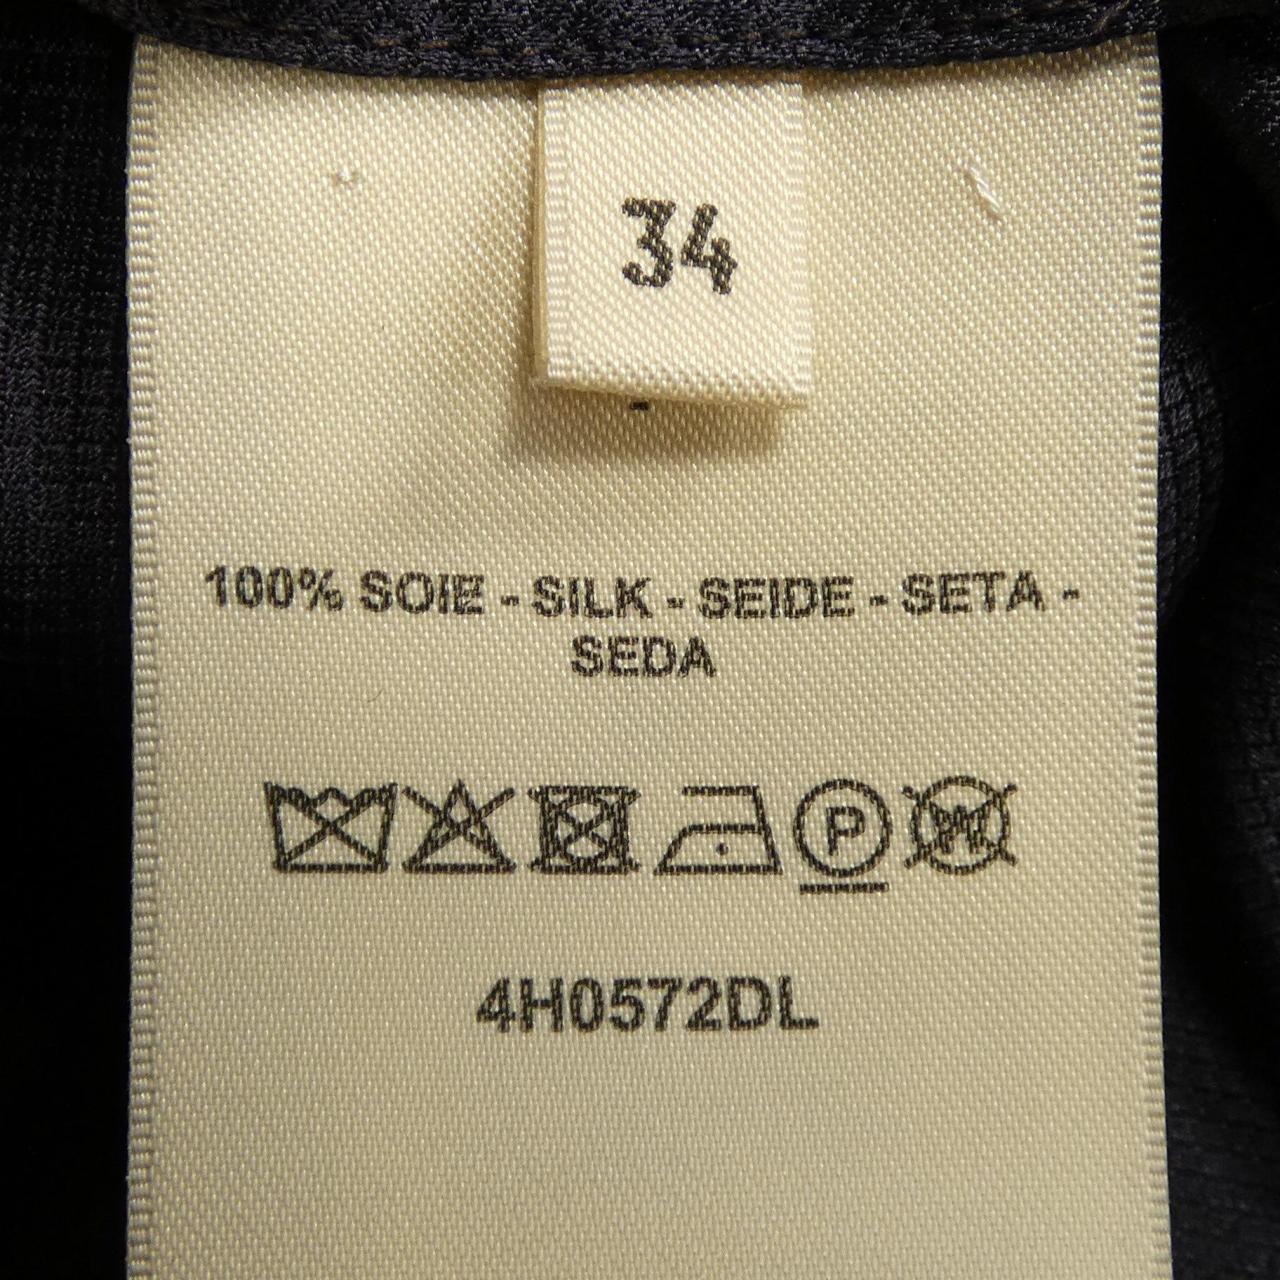 34
100% SOIE - SILK - SEIDE - SETA -
SEDA
P W
4H0572DL